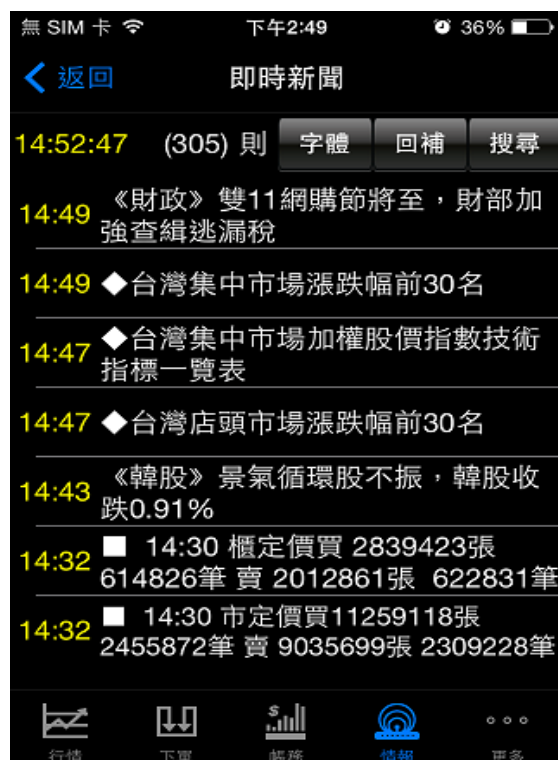 無 SIM 卡 下午2:49 36%
返回 即時新聞
14:52:47 (305) 則 字體 回補 搜尋
14:49 《財政》雙11網購節將至，財部加
強查緝逃漏稅
14:49 ◆台灣集中市場漲跌幅前30名
14:47 ◆台灣集中市場加權股價指數技術
指標一覽表
14:47 ◆台灣店頭市場漲跌幅前30名
14:43 《韓股》景氣循環股不振，韓股收
跌0.91%
14:32 ■ 14:30 櫃定價買 2839423張
614826筆 賣 2012861張 622831筆
14:32 ■ 14:30 市定價買11259118張
2455872筆 賣 9035699張 2309228筆
行情 下單 帳務 情報 更多